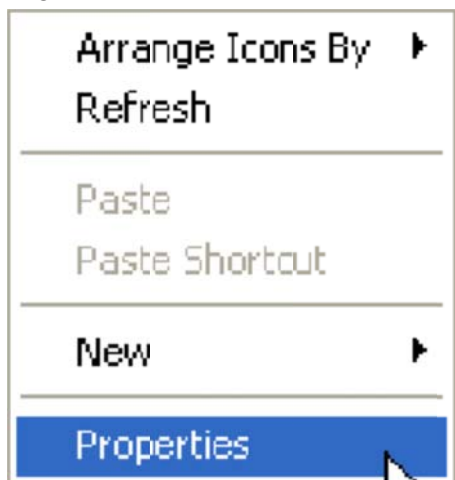 Arrange Icons By
Refresh
Paste
Paste Shortcut
New
Properties